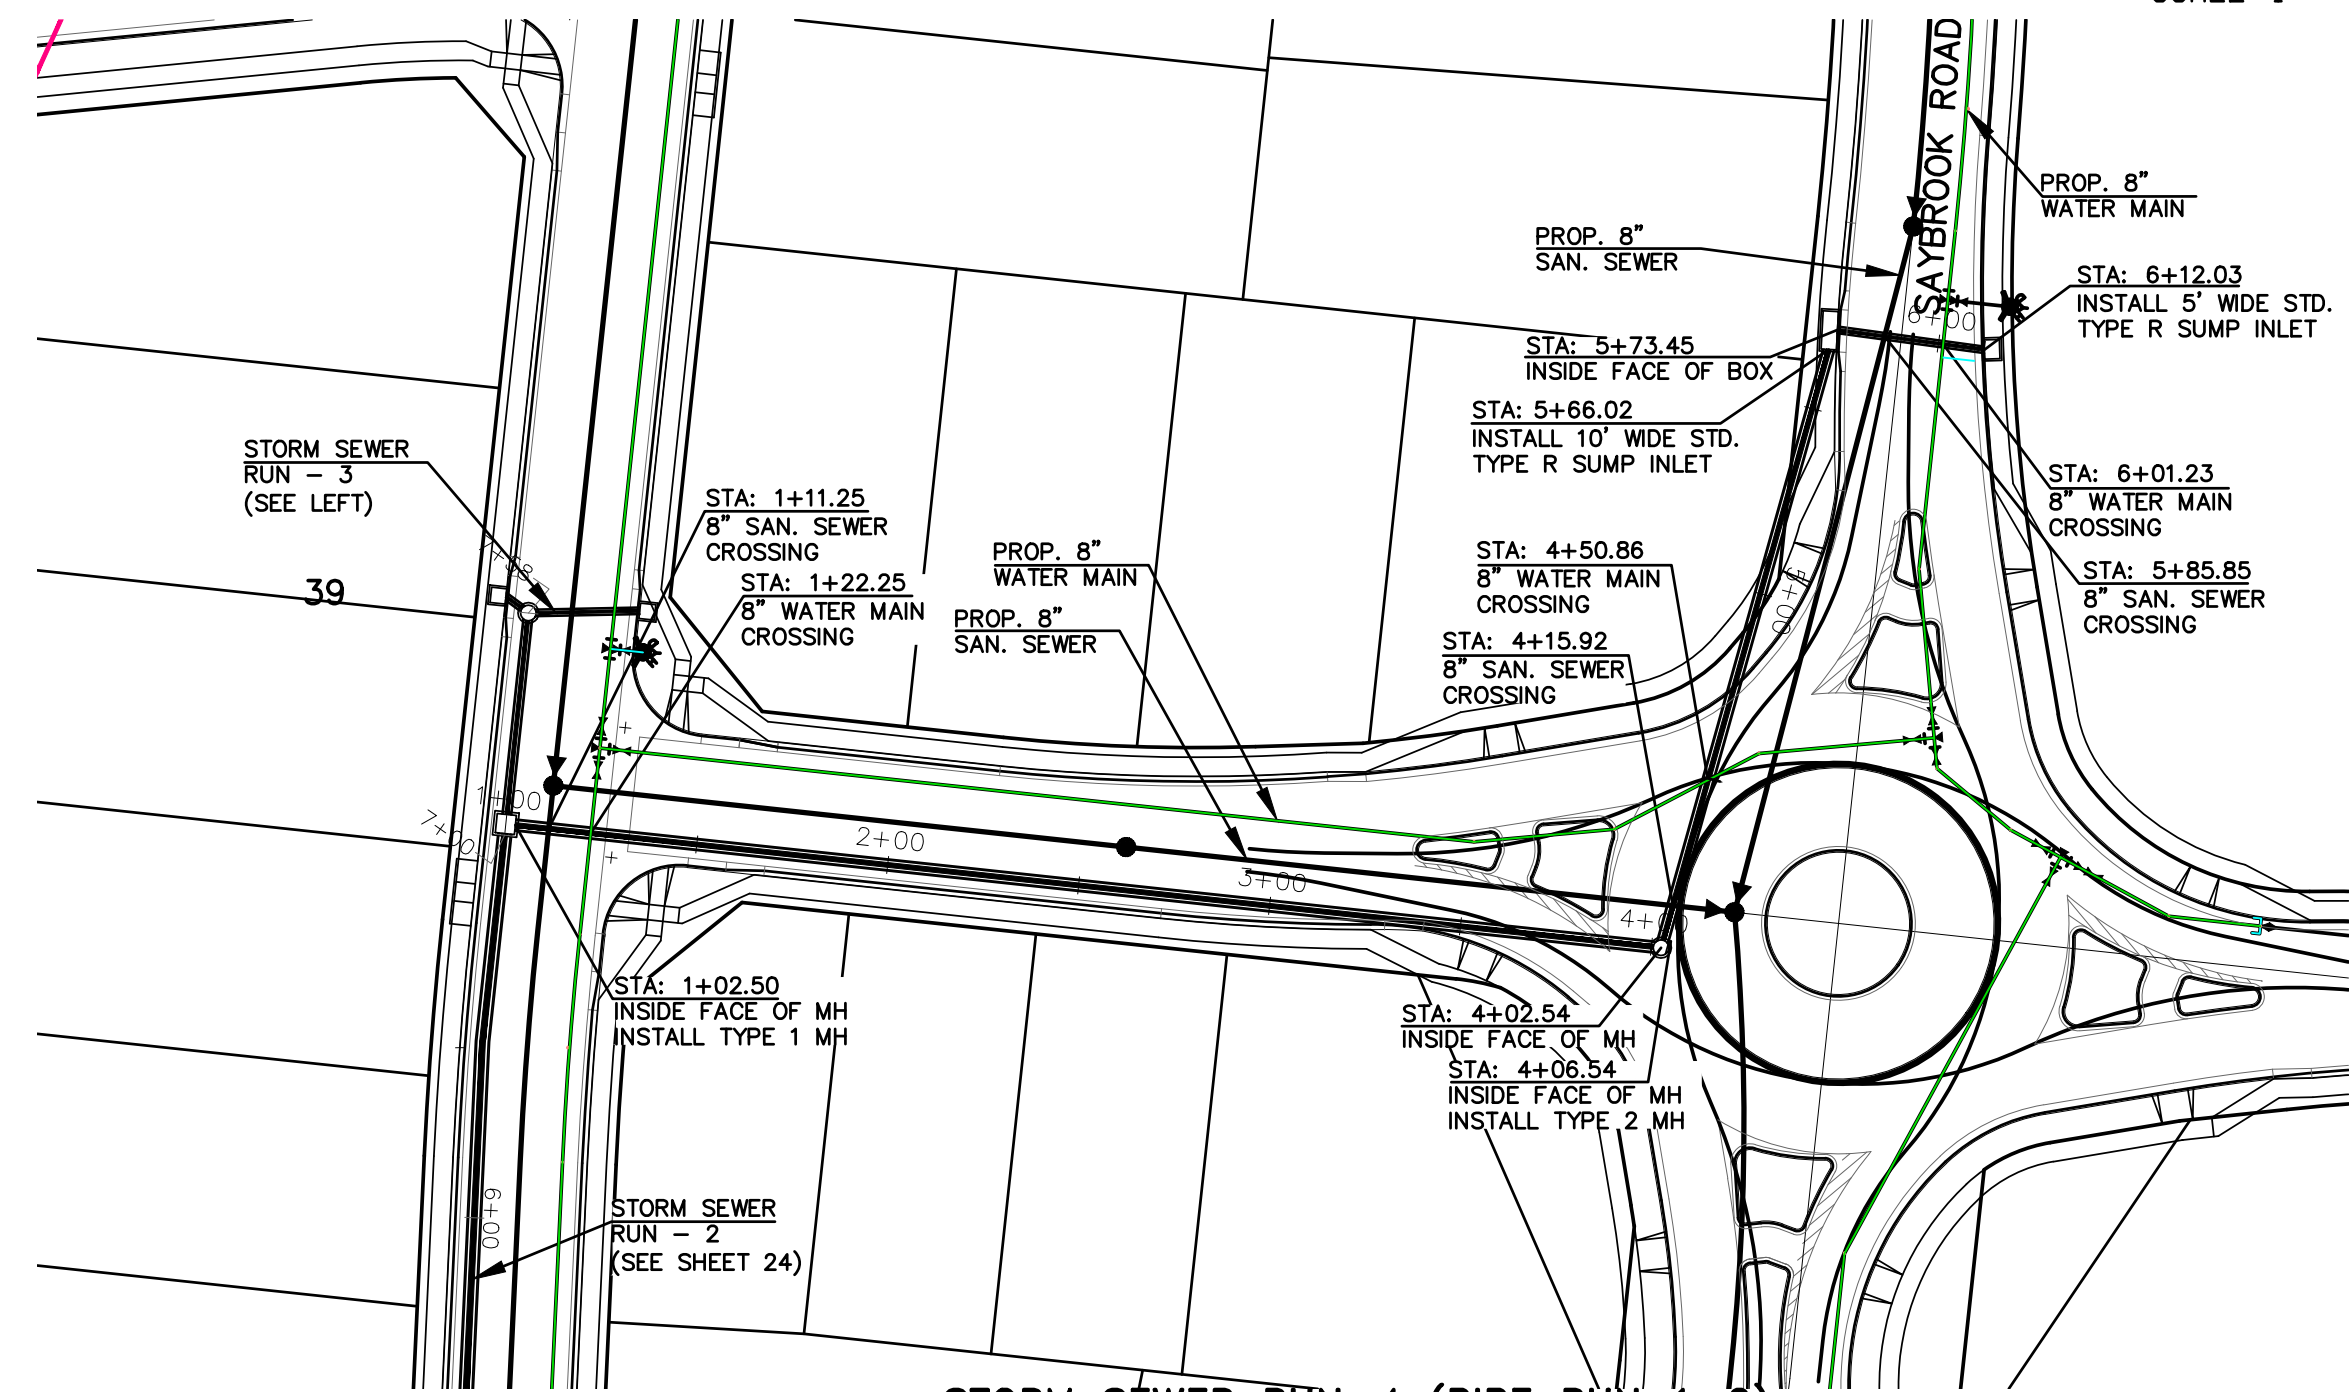 SAYBROOK ROAD
PROP. 8"
WATER MAIN
PROP. 8"
SAN. SEWER
STA: 6+12.03
INSTALL 5' WIDE STD.
TYPE R SUMP INLET
6+00
STA: 5+73.45
INSIDE FACE OF BOX
STA: 5+66.02
INSTALL 10' WIDE STD.
TYPE R SUMP INLET
STORM SEWER
RUN - 3
(SEE LEFT)
STA: 6+01.23
8" WATER MAIN
CROSSING
STA: 1+11.25
8" SAN. SEWER
CROSSING
PROP. 8"
WATER MAIN
STA: 4+50.86
8" WATER MAIN
CROSSING
STA: 5+85.85
8" SAN. SEWER
CROSSING
39
STA: 1+22.25
8" WATER MAIN
CROSSING
PROP. 8"
SAN. SEWER
5+00
STA: 4+15.92
8" SAN. SEWER
CROSSING
1+00
7+00
2+00
3+00
4+00
STA: 1+02.50
INSIDE FACE OF MH
INSTALL TYPE 1 MH
STA: 4+02.54
INSIDE FACE OF MH
STA: 4+06.54
INSIDE FACE OF MH
INSTALL TYPE 2 MH
6+00
STORM SEWER
RUN - 2
(SEE SHEET 24)